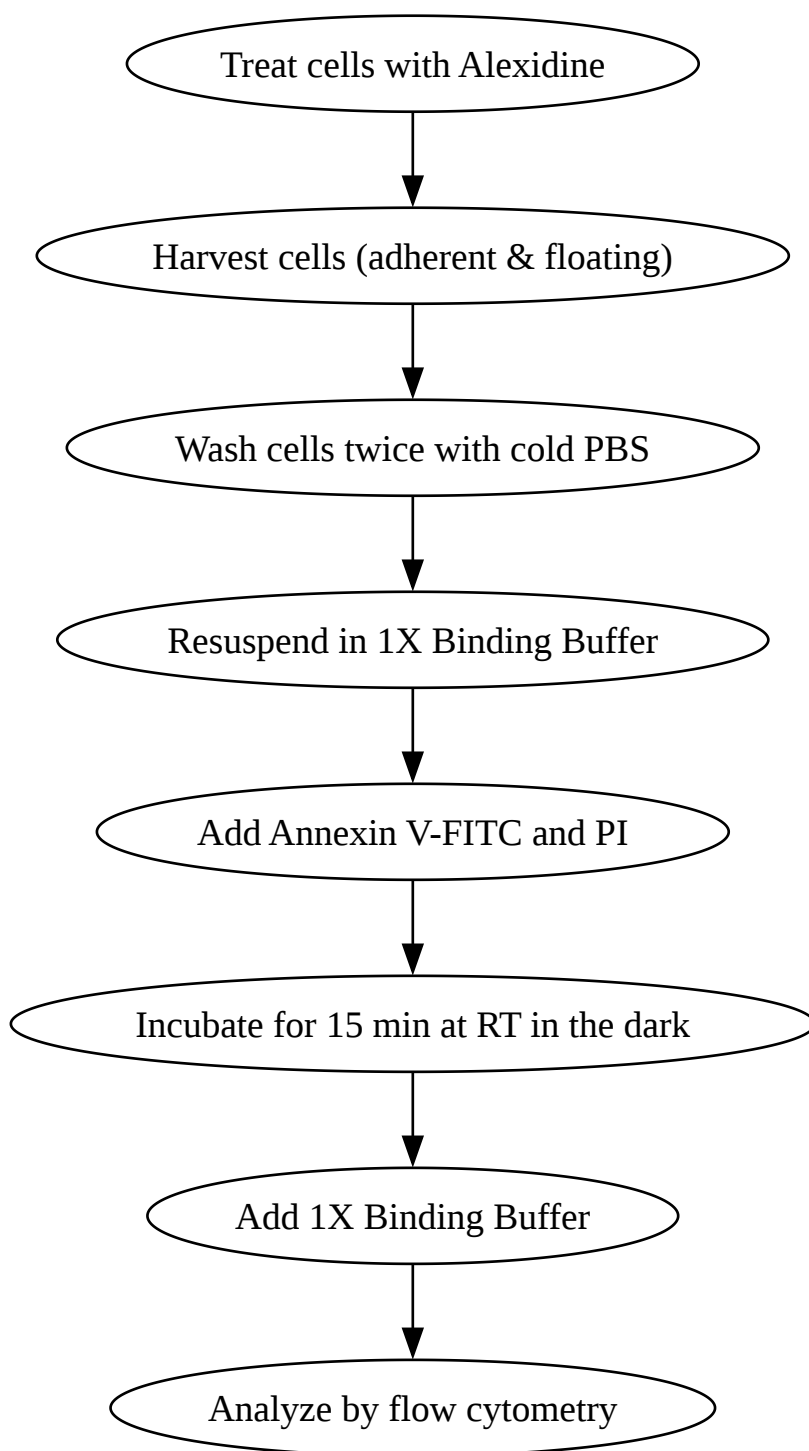 Treat cells with Alexidine
Harvest cells (adherent & floating)
Wash cells twice with cold PBS
Resuspend in 1X Binding Buffer
Add Annexin V-FITC and PI
Incubate for 15 min at RT in the dark
Add 1X Binding Buffer
Analyze by flow cytometry